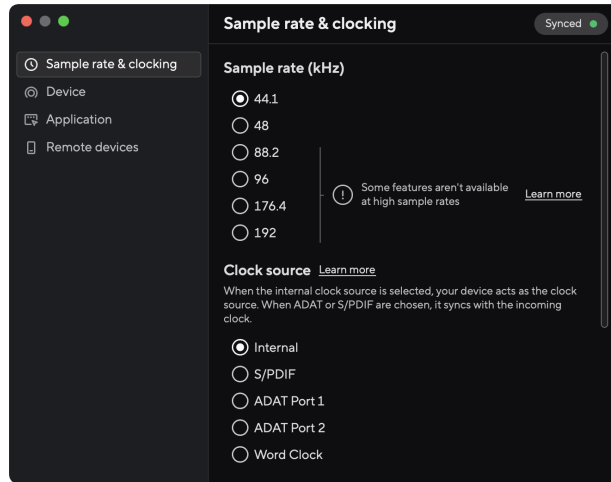 Sample rate & clocking
Device
Application
Remote devices
Sample rate & clocking
Synced
Sample rate (kHz)
44.1
48
88.2
96
176.4
192
Some features aren't available
at high sample rates
Learn more
Clock source Learn more
When the internal clock source is selected, your device acts as the clock
source. When ADAT or S/PDIF are chosen, it syncs with the incoming
clock.
Internal
S/PDIF
ADAT Port 1
ADAT Port 2
Word Clock